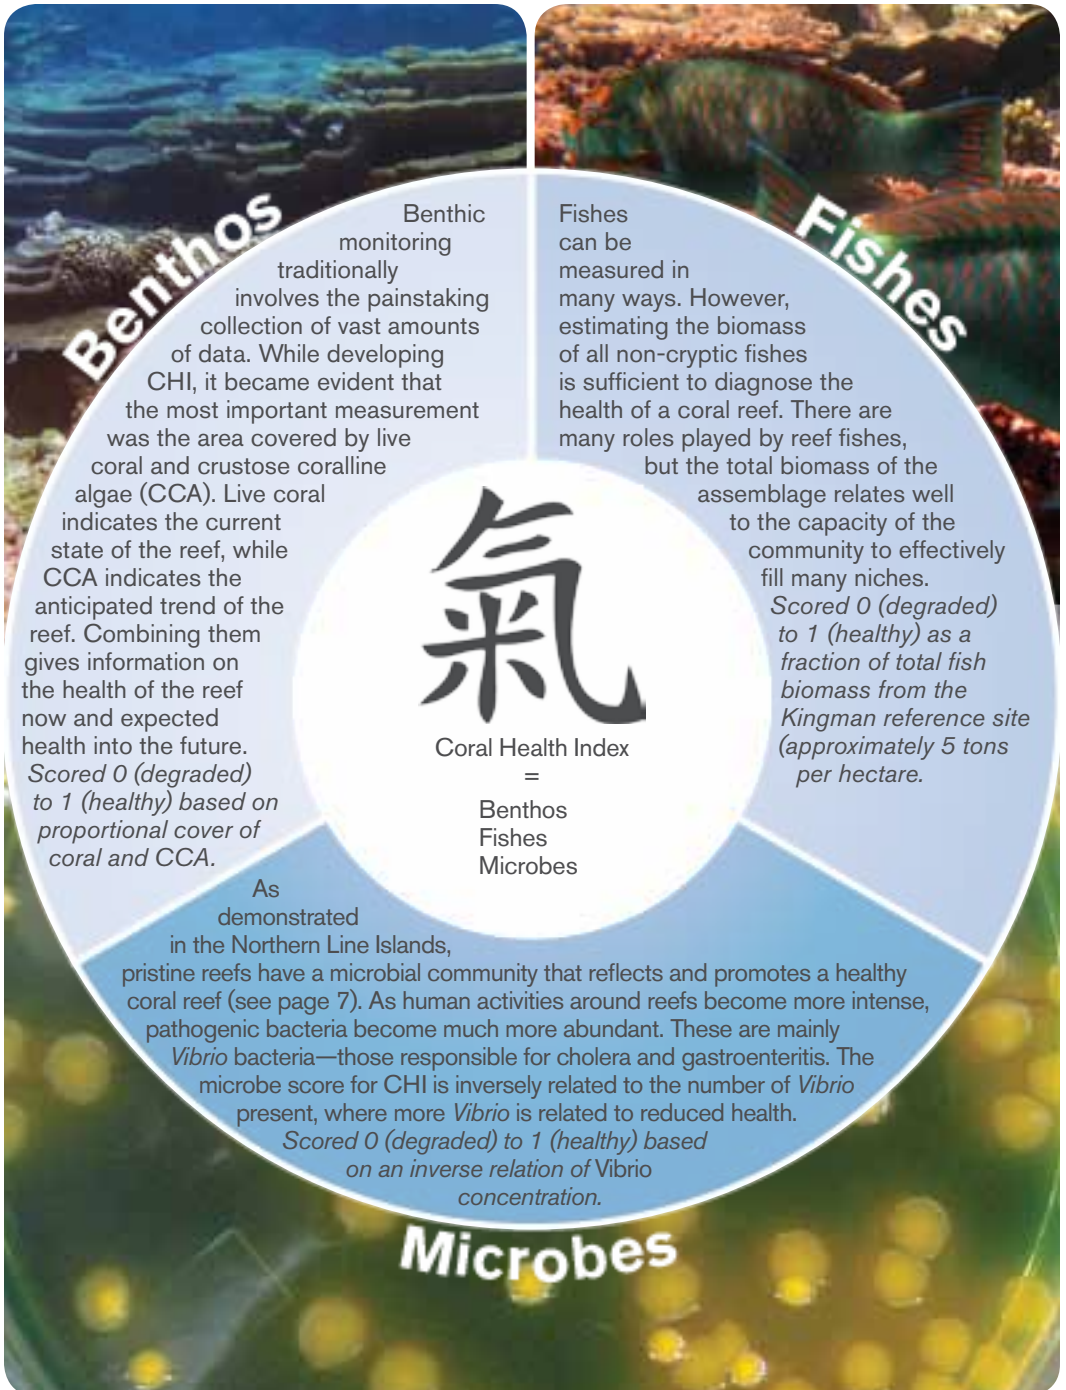 Benthos
Benthic
monitoring
traditionally
involves the painstaking
collection of vast amounts
of data. While developing
CHI, it became evident that
the most important measurement
was the area covered by live
coral and crustose coralline
algae (CCA). Live coral
indicates the current
state of the reef, while
CCA indicates the
anticipated trend of the
reef. Combining them
gives information on
the health of the reef
now and expected
health into the future.
Scored 0 (degraded)
to 1 (healthy) based on
proportional cover of
coral and CCA.
Fishes
Fishes
can be
measured in
many ways. However,
estimating the biomass
of all non-cryptic fishes
is sufficient to diagnose the
health of a coral reef. There are
many roles played by reef fishes,
but the total biomass of the
assemblage relates well
to the capacity of the
community to effectively
fill many niches.
Scored 0 (degraded)
to 1 (healthy) as a
fraction of total fish
biomass from the
Kingman reference site
(approximately 5 tons
per hectare.
氣
Coral Health Index
=
Benthos
Fishes
Microbes
As
demonstrated
in the Northern Line Islands,
pristine reefs have a microbial community that reflects and promotes a healthy
coral reef (see page 7). As human activities around reefs become more intense,
pathogenic bacteria become much more abundant. These are mainly
Vibrio bacteria—those responsible for cholera and gastroenteritis. The
microbe score for CHI is inversely related to the number of Vibrio
present, where more Vibrio is related to reduced health.
Scored 0 (degraded) to 1 (healthy) based
on an inverse relation of Vibrio
concentration.
Microbes